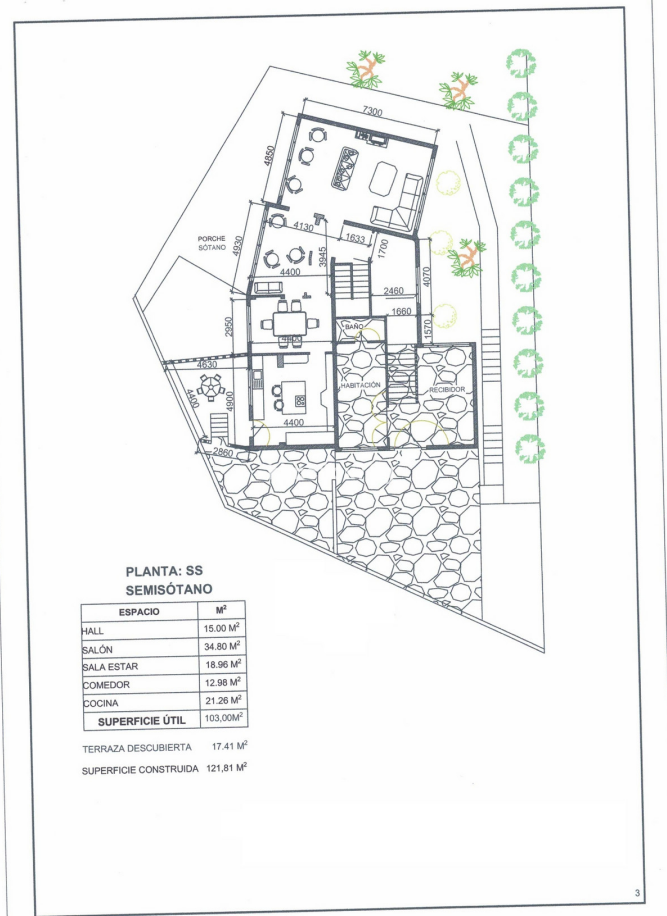 7300
4850
4130
1633
PORCHE
SÓTANO
4930
3945
1700
4400
4070
2460
1660
2950
BAÑO
1570
4400
4630
4400
4900
HABITACIÓN
RECIBIDOR
4400
2860
PLANTA: SS
SEMISÓTANO
ESPACIO M²
HALL 15.00 M²
SALÓN 34.80 M²
SALA ESTAR 18.96 M²
COMEDOR 12.98 M²
COCINA 21.26 M²
SUPERFICIE ÚTIL 103,00M²
TERRAZA DESCUBIERTA 17.41 M²
SUPERFICIE CONSTRUIDA 121,81 M²
3